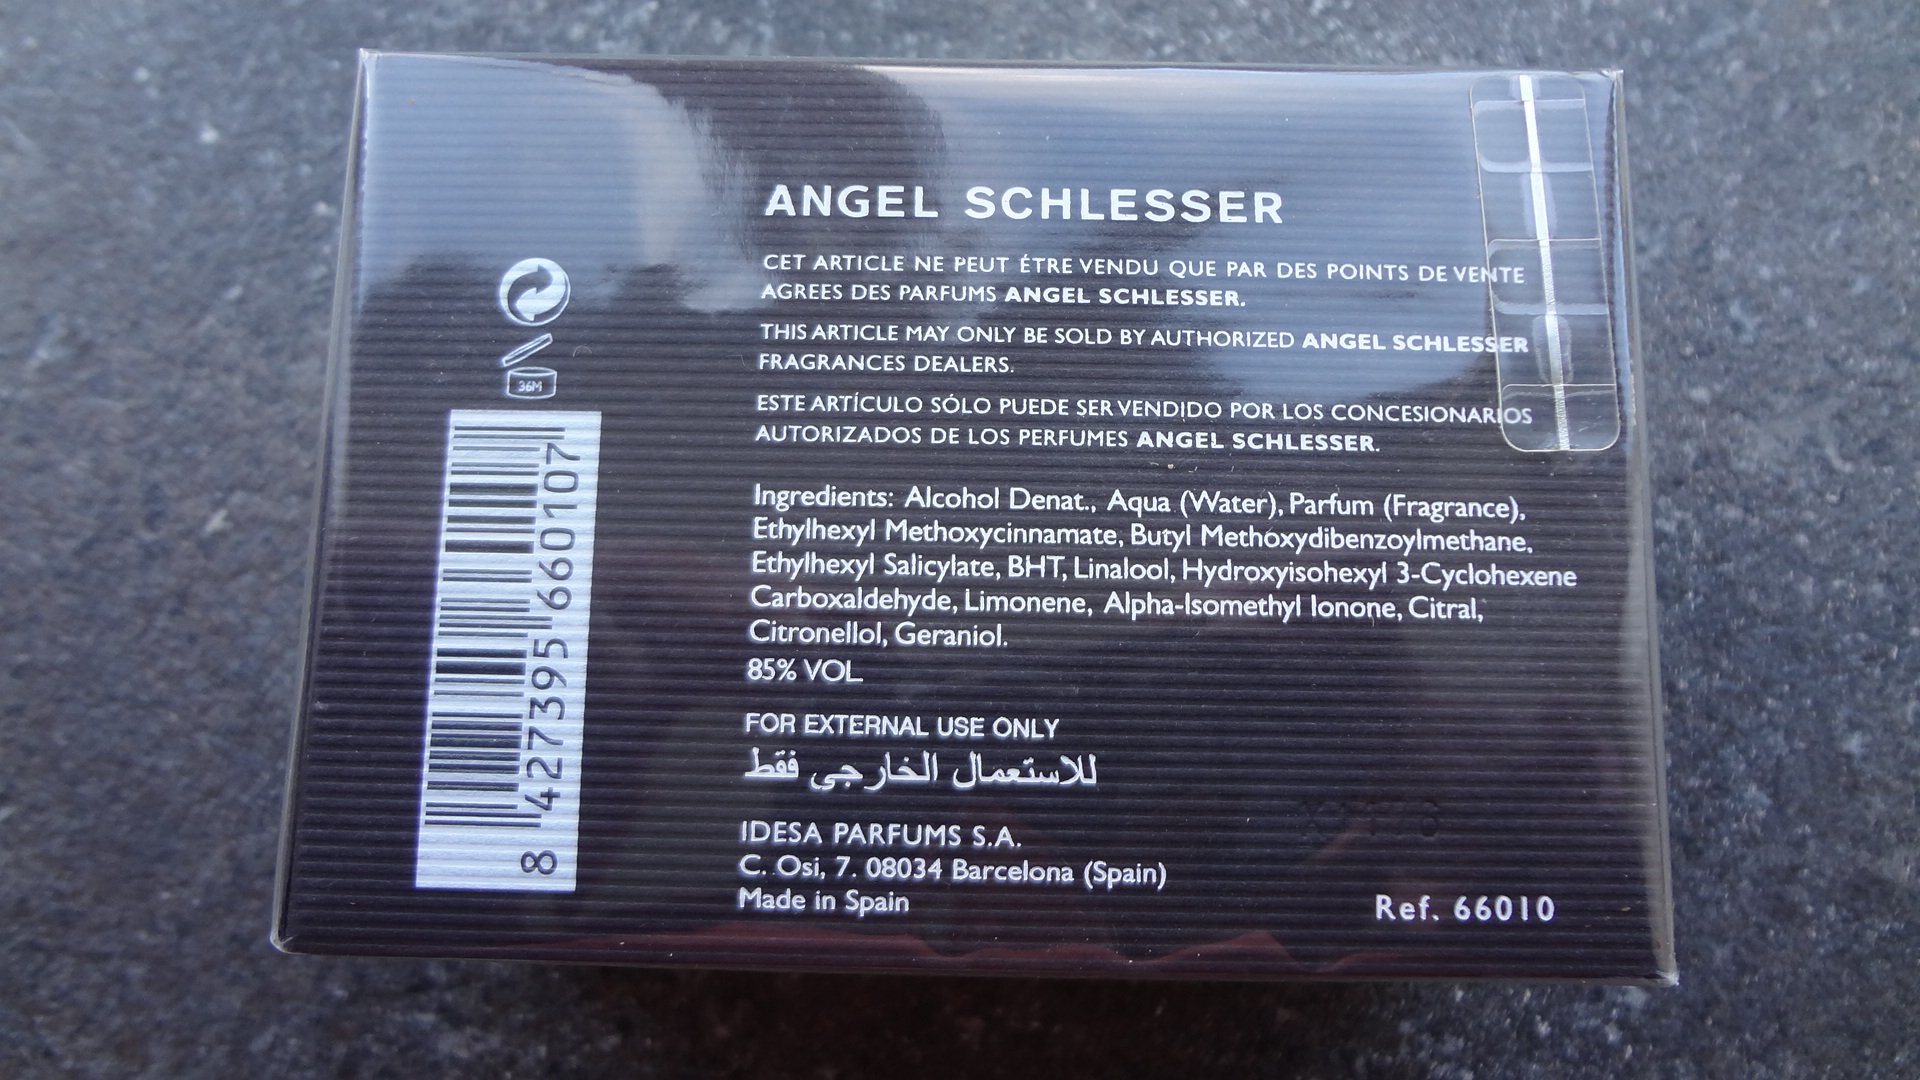 ANGEL SCHLESSER
CET ARTICLE NE PEUT ÉTRE VENDU QUE PAR DES POINTS DE VENTE
AGREES DES PARFUMS ANGEL SCHLESSER.
THIS ARTICLE MAY ONLY BE SOLD BY AUTHORIZED ANGEL SCHLESSER
FRAGRANCES DEALERS.
ESTE ARTÍCULO SÓLO PUEDE SER VENDIDO POR LOS CONCESIONARIOS
AUTORIZADOS DE LOS PERFUMES ANGEL SCHLESSER.
36M
8 427395 660107
Ingredients: Alcohol Denat., Aqua (Water), Parfum (Fragrance),
Ethylhexyl Methoxycinnamate, Butyl Methoxydibenzoylmethane.
Ethylhexyl Salicylate, BHT, Linalool, Hydroxyisohexyl 3-Cyclohexene
Carboxaldehyde, Limonene, Alpha-Isomethyl Ionone, Citral,
Citronellol, Geraniol.
85% VOL
FOR EXTERNAL USE ONLY
للاستعمال الخارجى فقط
IDESA PARFUMS S.A.
C. Osi, 7. 08034 Barcelona (Spain)
Made in Spain
Ref. 66010